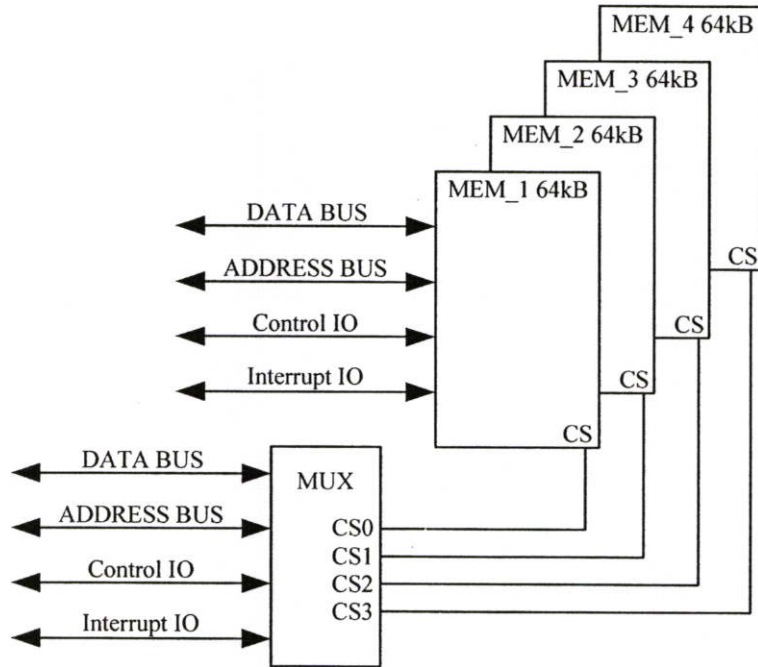 MEM_4 64kB
MEM_3 64kB
MEM_2 64kB
MEM_1 64kB
DATA BUS
ADDRESS BUS
Control IO
Interrupt IO
CS
CS
CS
CS
DATA BUS
ADDRESS BUS
Control IO
Interrupt IO
MUX
CS0
CS1
CS2
CS3